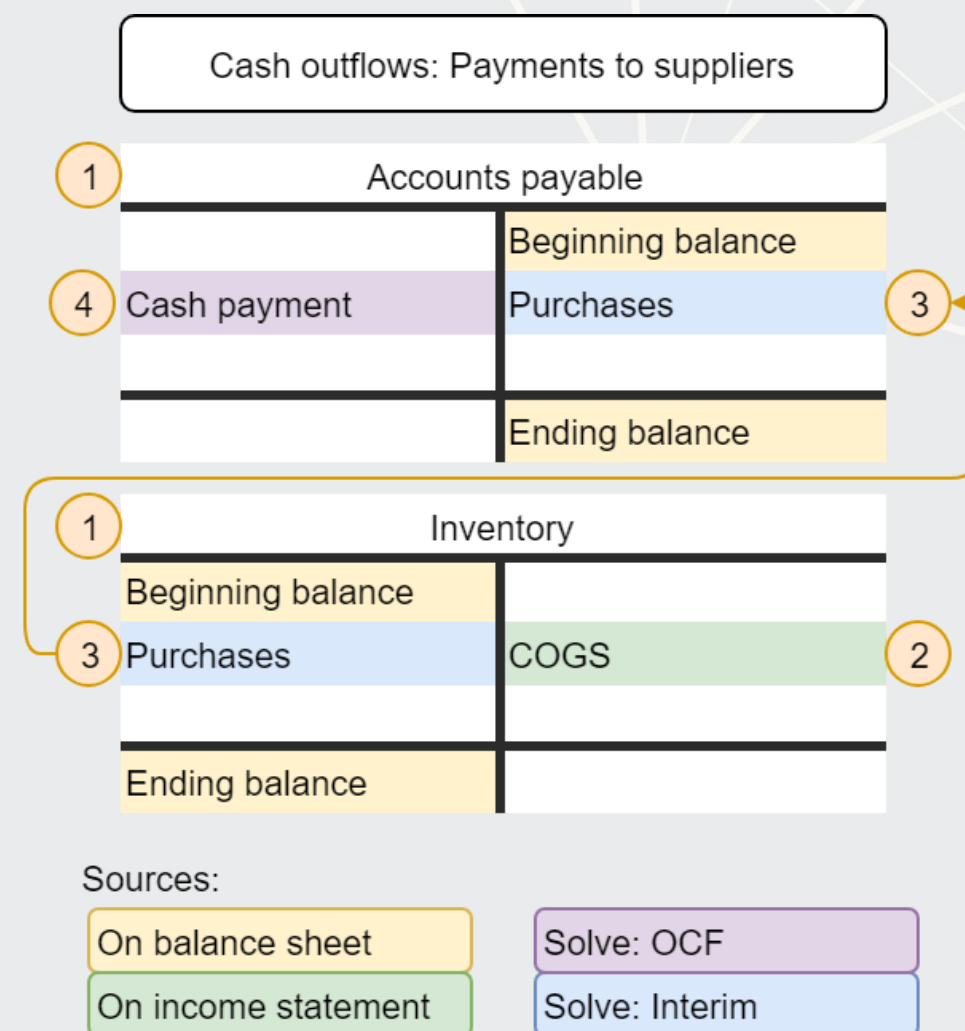 Cash outflows: Payments to suppliers
1
Accounts payable
Beginning balance
4
Cash payment
Purchases
3
Ending balance
1
Inventory
Beginning balance
3
Purchases
COGS
2
Ending balance
Sources:
On balance sheet
Solve: OCF
On income statement
Solve: Interim